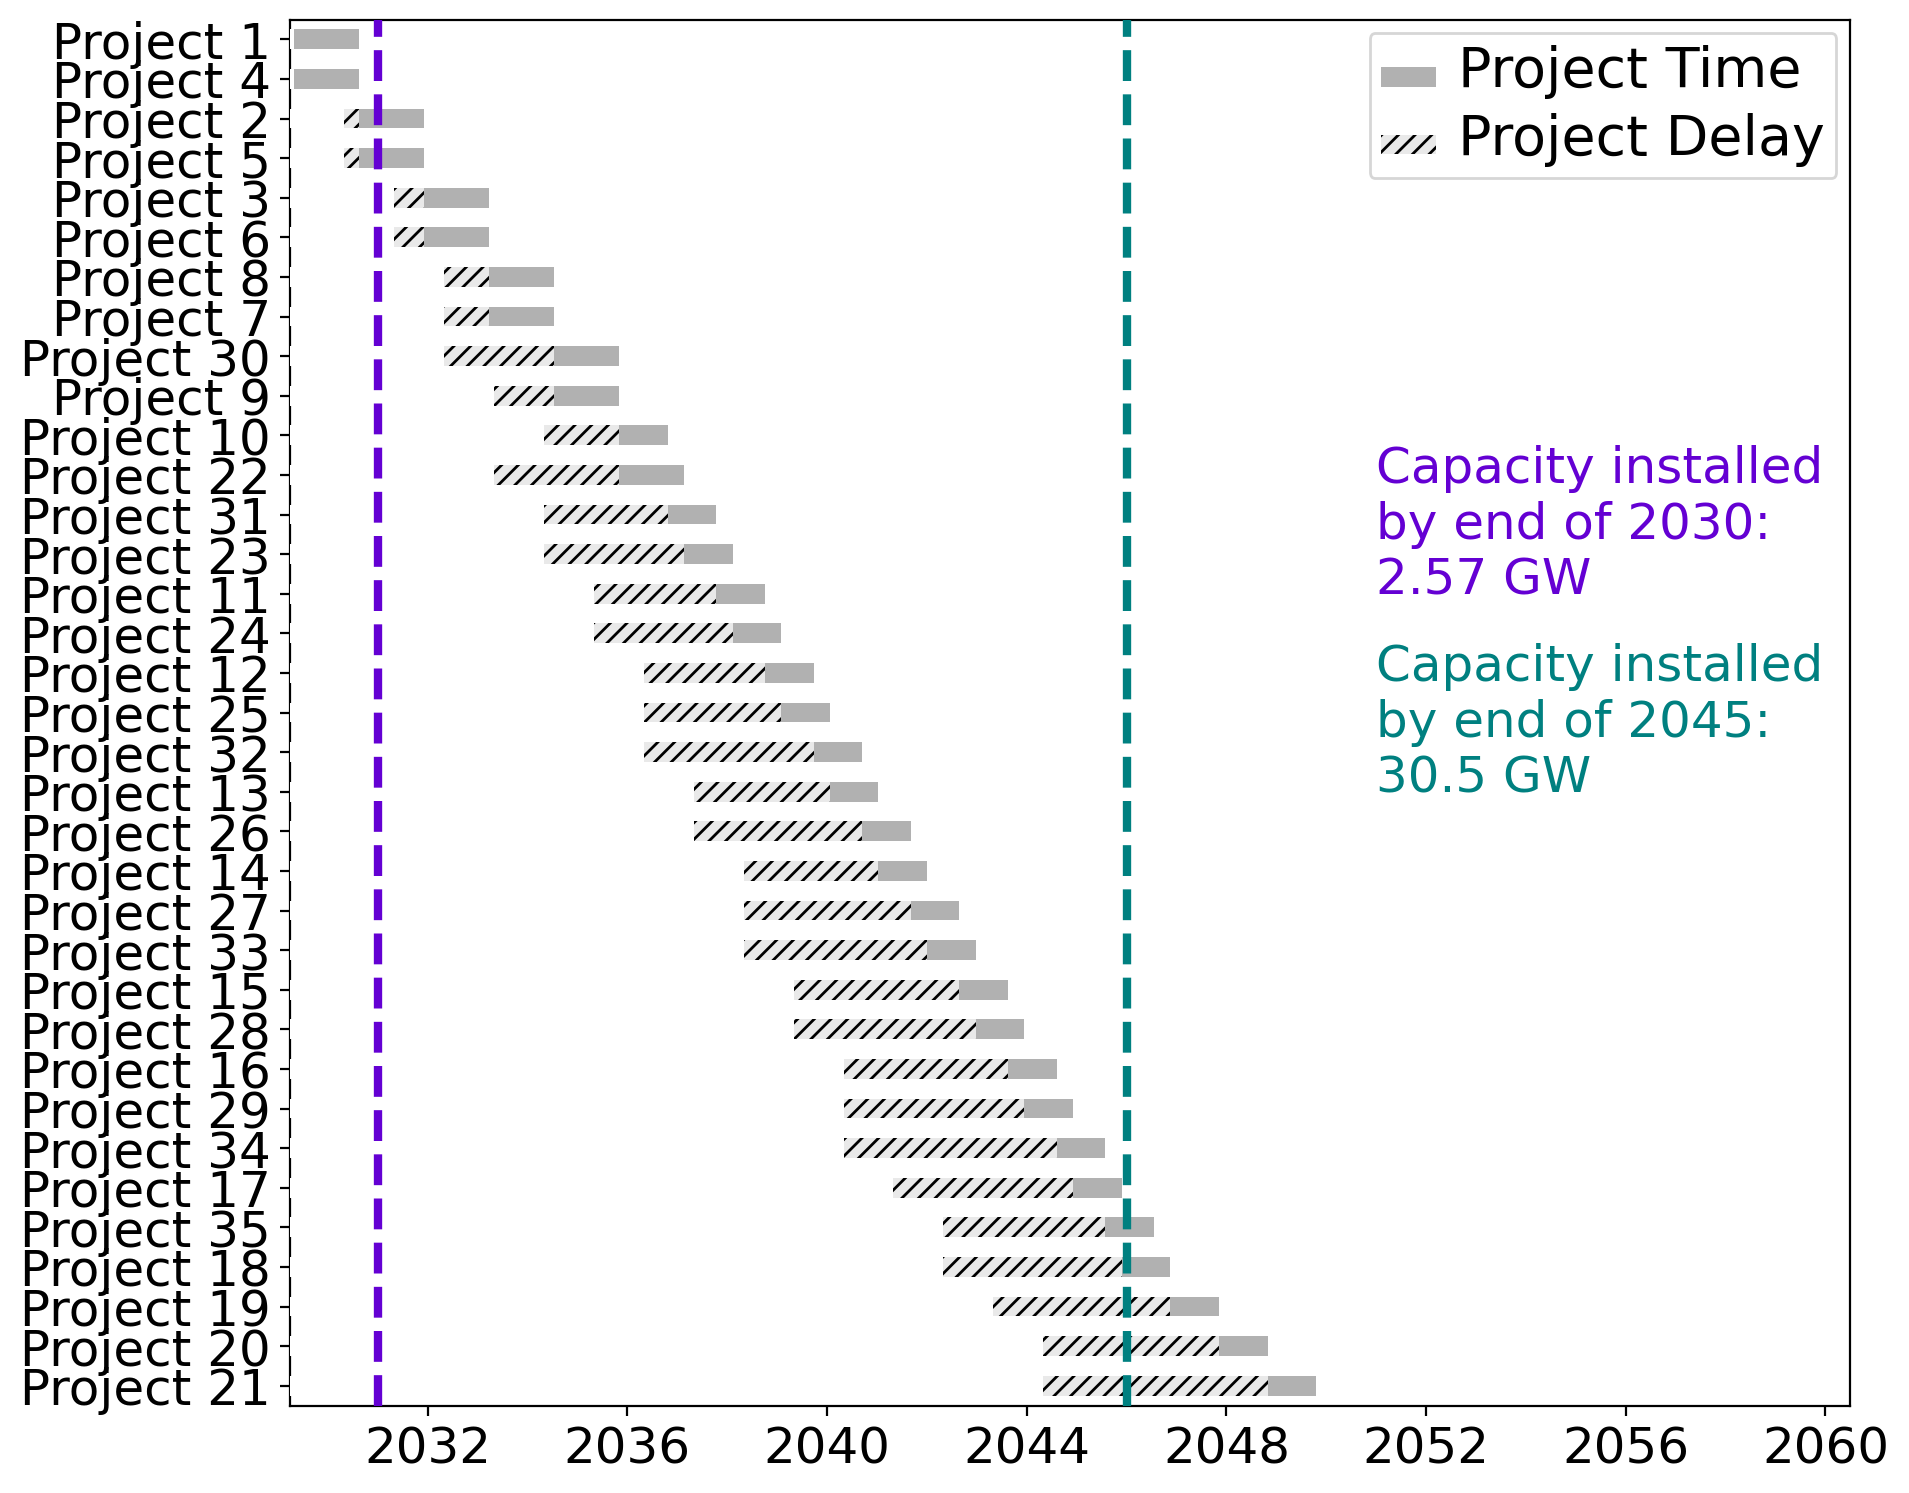 Project 1
Project 4
Project 2
Project 5
Project 3
Project 6
Project 8
Project 7
Project 30
Project 9
Project 10
Project 22
Project 31
Project 23
Project 11
Project 24
Project 12
Project 25
Project 32
Project 13
Project 26
Project 14
Project 27
Project 33
Project 15
Project 28
Project 16
Project 29
Project 34
Project 17
Project 35
Project 18
Project 19
Project 20
Project 21
Project Time
Project Delay
Capacity installed
by end of 2030:
2.57 GW
Capacity installed
by end of 2045:
30.5 GW
2032 2036 2040 2044 2048 2052 2056 2060